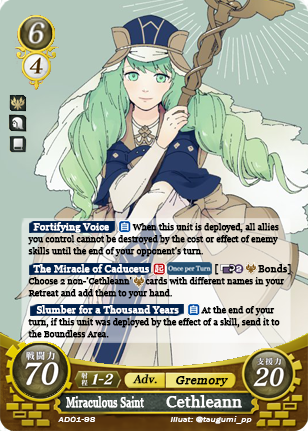 6
4
Fortifying Voice When this unit is deployed, all allies
you control cannot be destroyed by the cost or effect of enemy
skills until the end of your opponent's turn.
The Miracle of Caduceus 起 Once per Turn [ 2 Bonds]
Choose 2 non-"Cethleann" cards with different names in your
Retreat and add them to your hand.
Slumber for a Thousand Years At the end of your
turn, if this unit was deployed by the effect of a skill, send it to
the Boundless Area.
戦闘力 70 射程 1-2 Adv. Gremory 支援力 20
Miraculous Saint Cethleann
AD01-98 Illust: @tsugumi_pp